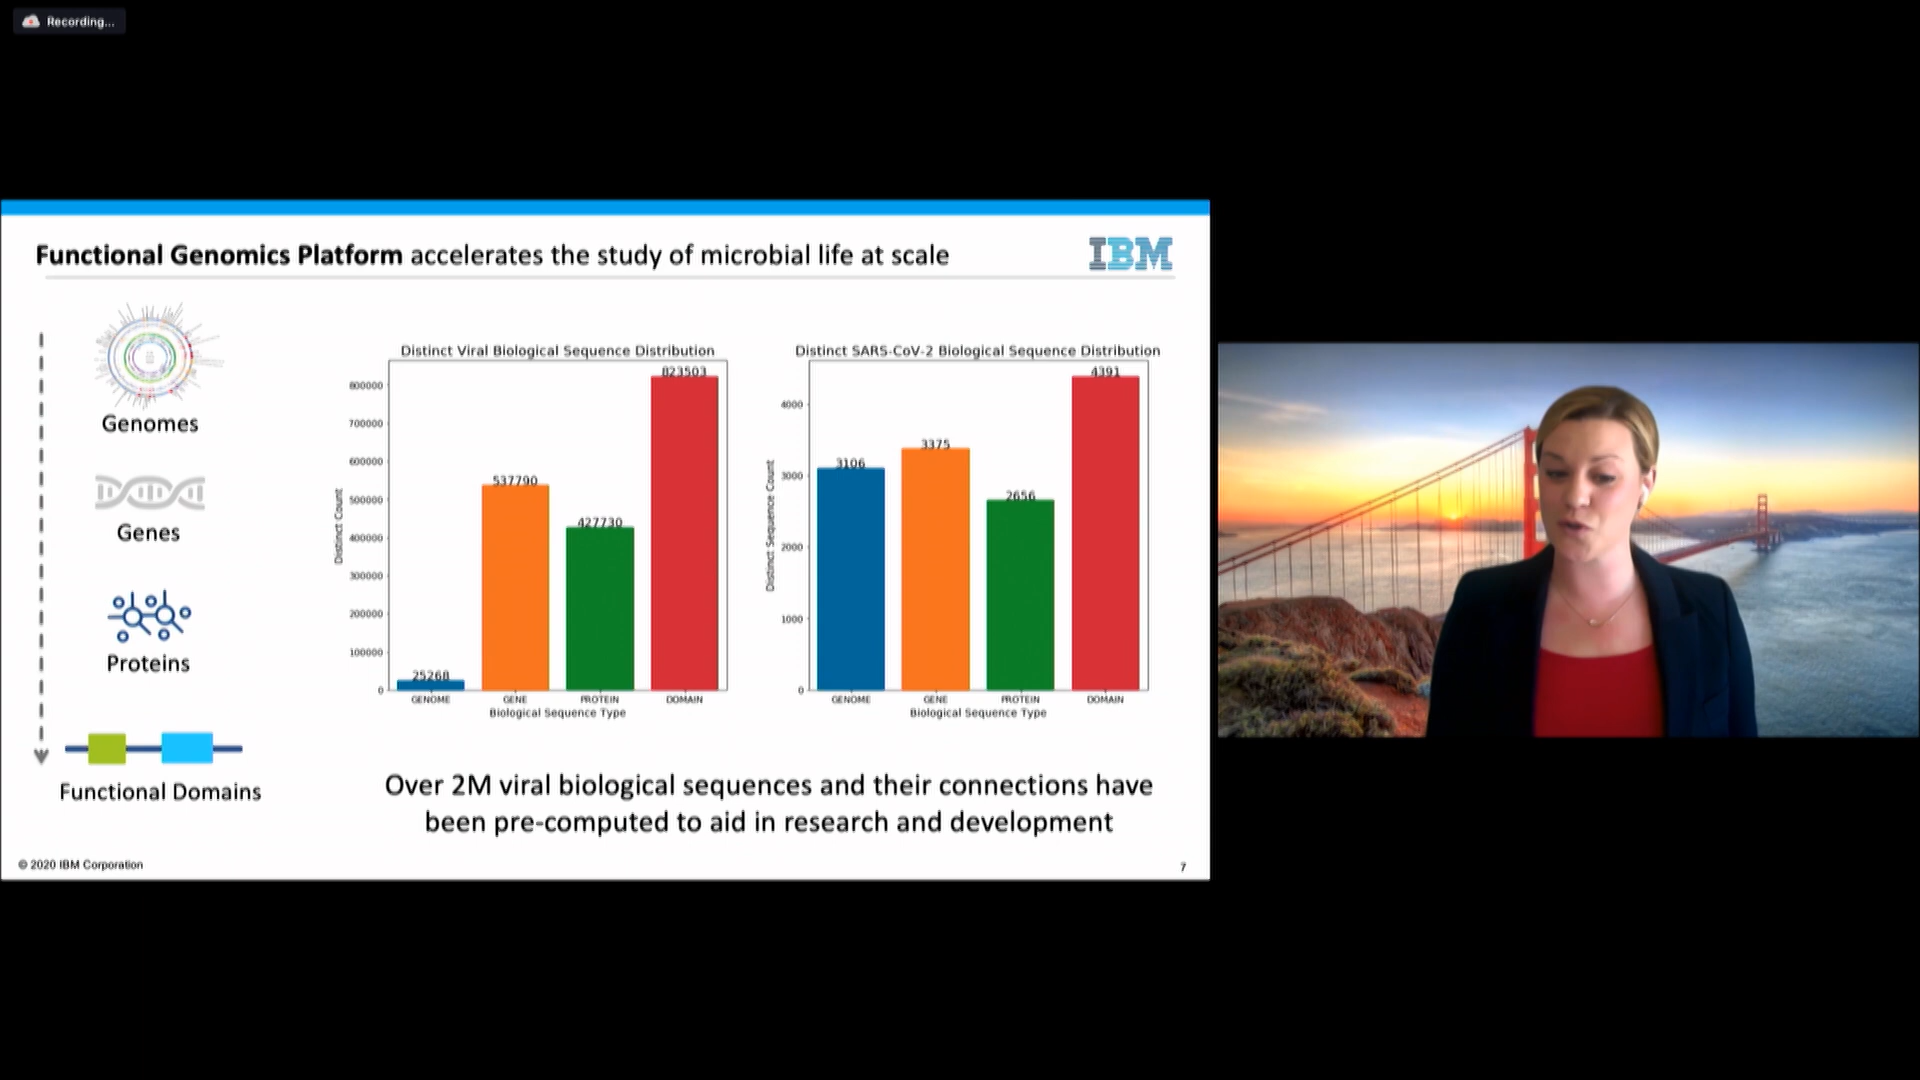 Recording...
Functional Genomics Platform accelerates the study of microbial life at scale
IBM
Genomes
Genes
Proteins
Functional Domains
Distinct Viral Biological Sequence Distribution
Distinct Count
800000
700000
600000
500000
400000
300000
200000
100000
0
25268
537790
427730
823503
GENOME
GENE
PROTEIN
DOMAIN
Biological Sequence Type
Distinct SARS-CoV-2 Biological Sequence Distribution
Distinct Sequence Count
4000
3000
2000
1000
0
3106
3375
2656
4391
GENOME
GENE
PROTEIN
DOMAIN
Biological Sequence Type
Over 2M viral biological sequences and their connections have
been pre-computed to aid in research and development
© 2020 IBM Corporation
7